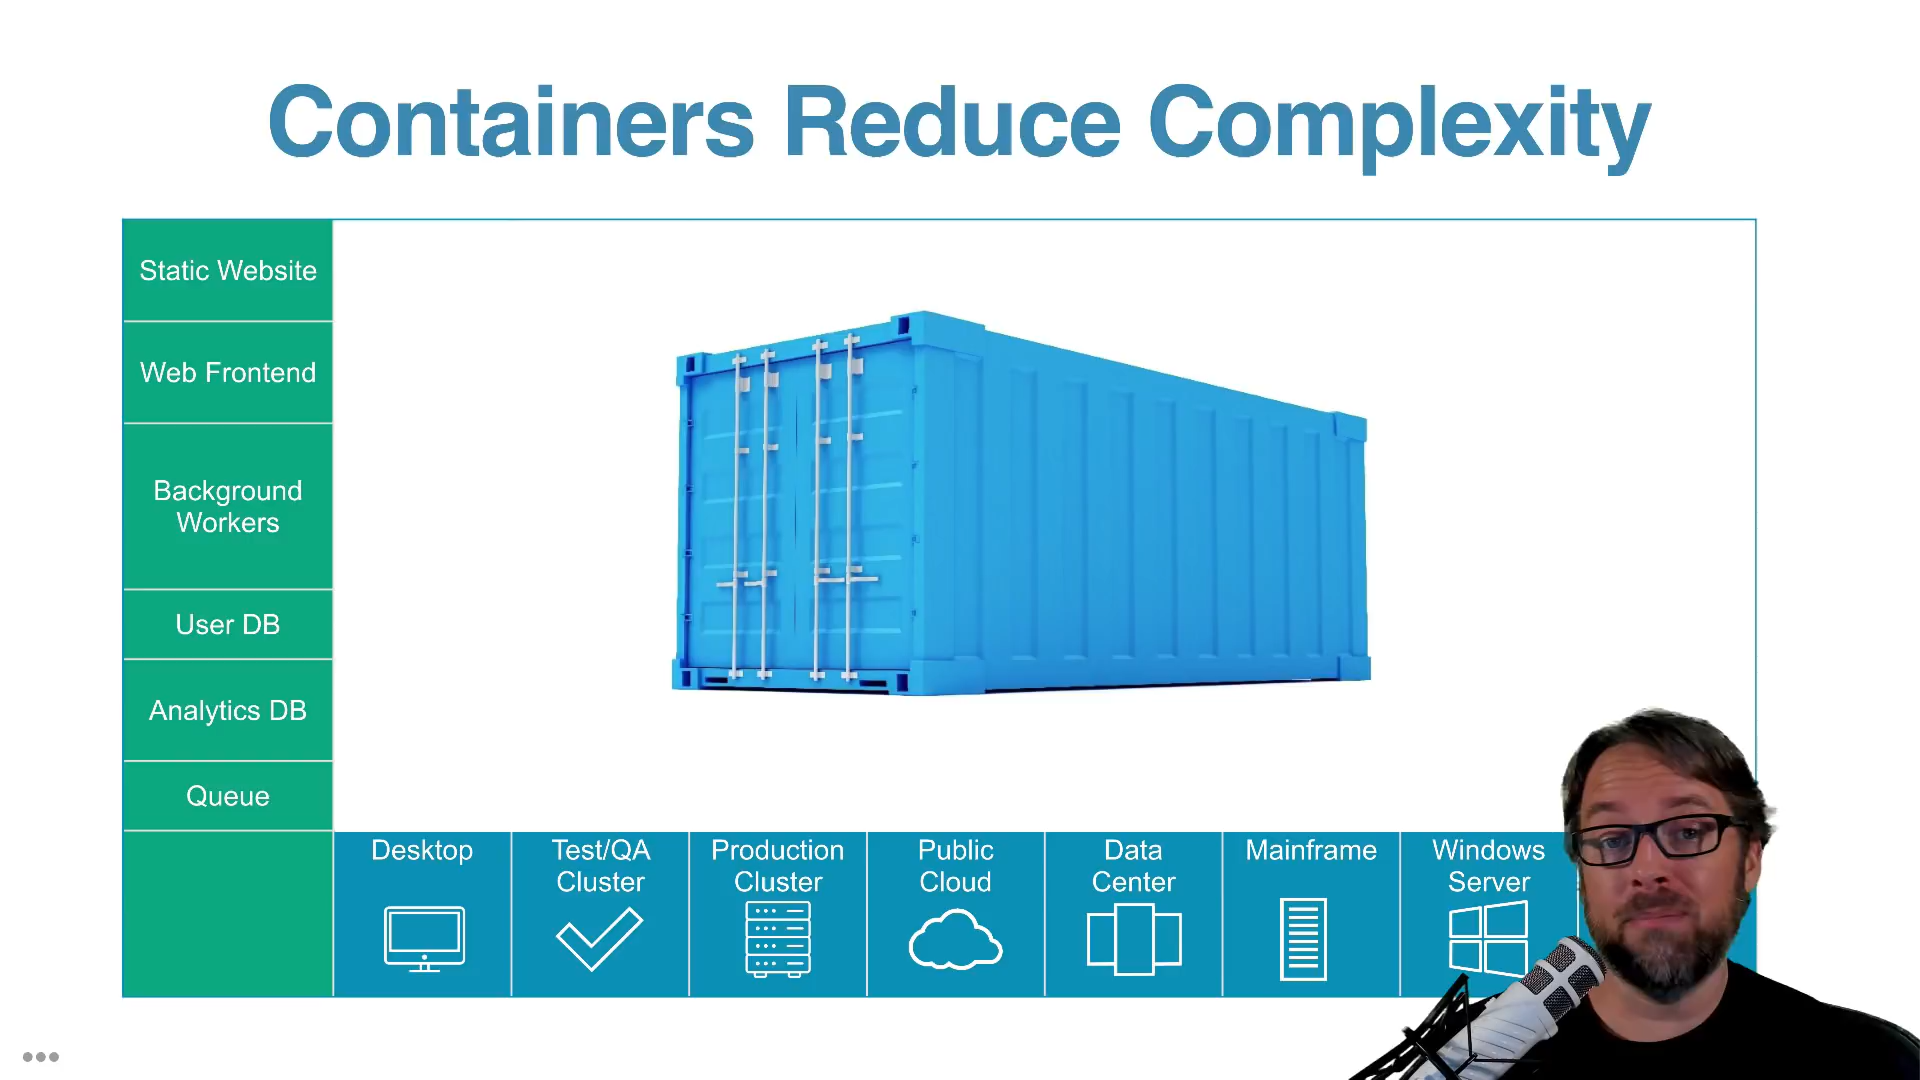 Containers Reduce Complexity
Static Website
Web Frontend
Background
Workers
User DB
Analytics DB
Queue
Desktop
Test/QA
Cluster
Production
Cluster
Public
Cloud
Data
Center
Mainframe
Windows
Server